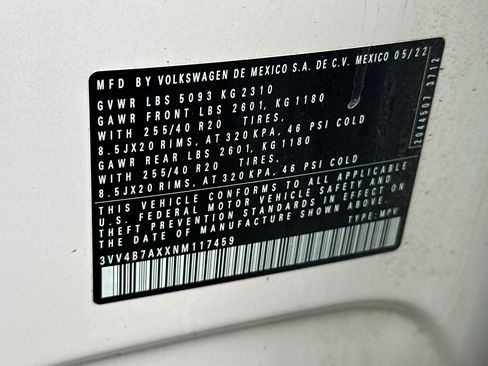 MFD BY VOLKSWAGEN DE MEXICO S.A. DE C.V. MEXICO 05/22
GVWR LBS 5093 KG 2310
GAWR FRONT LBS 2601, KG 1180
WITH 255/40 R20 TIRES,
8.5JX20 RIMS, AT 320 KPA, 46 PSI COLD
GAWR REAR LBS 2601, KG 1180
WITH 255/40 R20 TIRES,
8.5JX20 RIMS, AT 320 KPA, 46 PSI COLD
THIS VEHICLE CONFORMS TO ALL APPLICABLE
U.S. FEDERAL MOTOR VEHICLE SAFETY AND
THEFT PREVENTION STANDARDS IN EFFECT ON
THE DATE OF MANUFACTURE SHOWN ABOVE.
3VV4B7AXXNM117459 TYPE: MPV